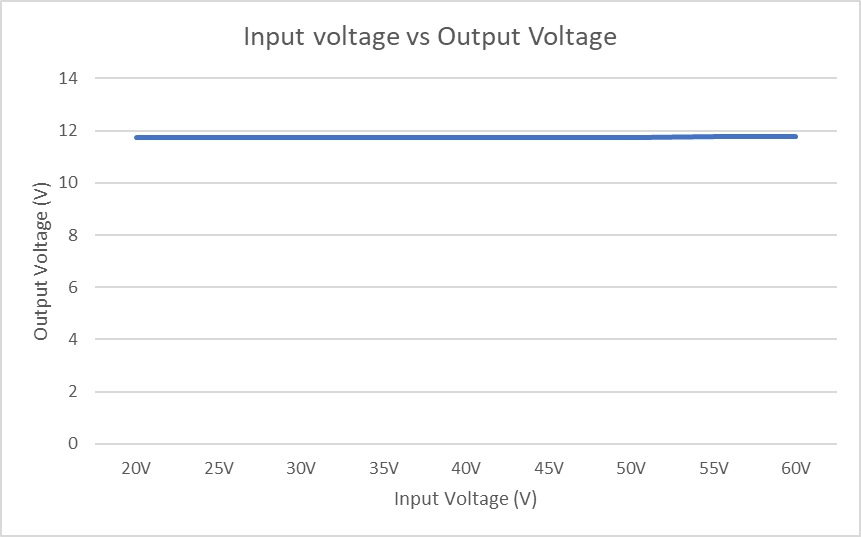 Input voltage vs Output Voltage
14
12
10
8
6
4
2
0
Output Voltage (V)
20V 25V 30V 35V 40V 45V 50V 55V 60V
Input Voltage (V)